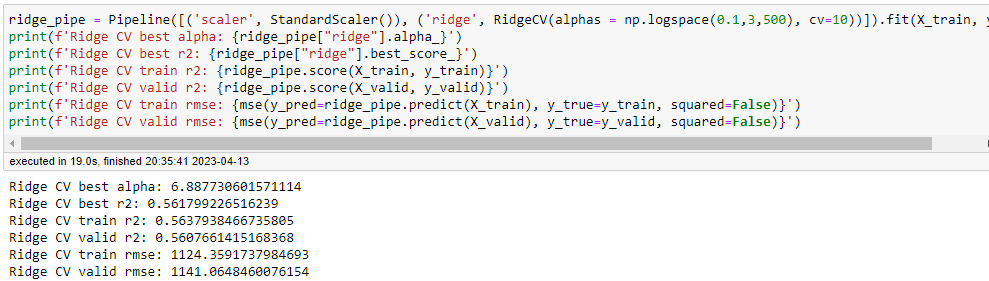 ridge_pipe = Pipeline([('scaler', StandardScaler()), ('ridge', RidgeCV(alphas = np.logspace(0.1,3,500), cv=10))]).fit(X_train, y
print(f'Ridge CV best alpha: {ridge_pipe["ridge"].alpha_}')
print(f'Ridge CV best r2: {ridge_pipe["ridge"].best_score_}')
print(f'Ridge CV train r2: {ridge_pipe.score(X_train, y_train)}')
print(f'Ridge CV valid r2: {ridge_pipe.score(X_valid, y_valid)}')
print(f'Ridge CV train rmse: {mse(y_pred=ridge_pipe.predict(X_train), y_true=y_train, squared=False)}')
print(f'Ridge CV valid rmse: {mse(y_pred=ridge_pipe.predict(X_valid), y_true=y_valid, squared=False)}')
executed in 19.0s, finished 20:35:41 2023-04-13
Ridge CV best alpha: 6.887730601571114
Ridge CV best r2: 0.561799226516239
Ridge CV train r2: 0.5637938466735805
Ridge CV valid r2: 0.5607661415168368
Ridge CV train rmse: 1124.3591737984693
Ridge CV valid rmse: 1141.0648460076154